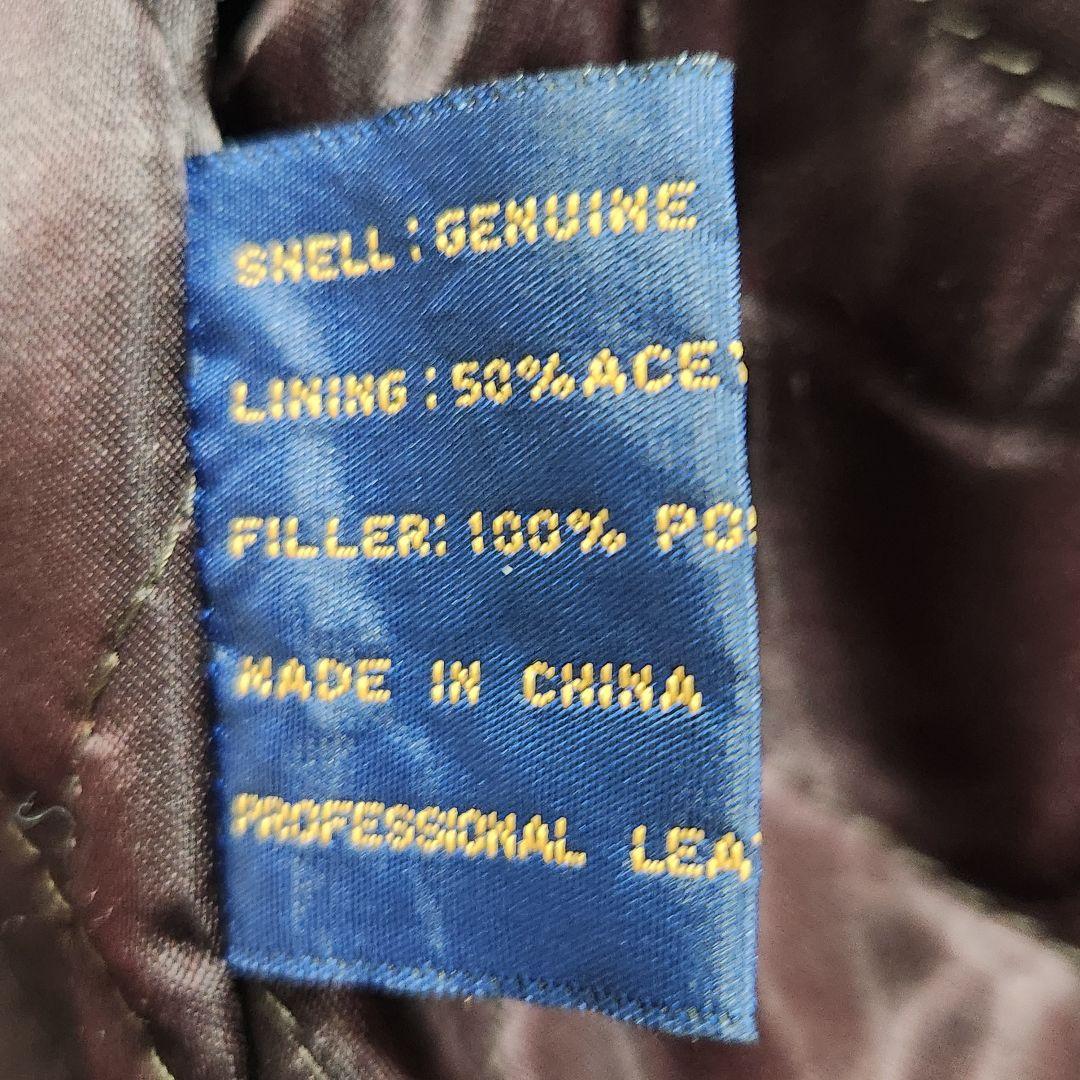 SHELL: GENUINE
LINING: 50% ACE
FILLER: 100% PO
MADE IN CHINA
PROFESSIONAL LEA